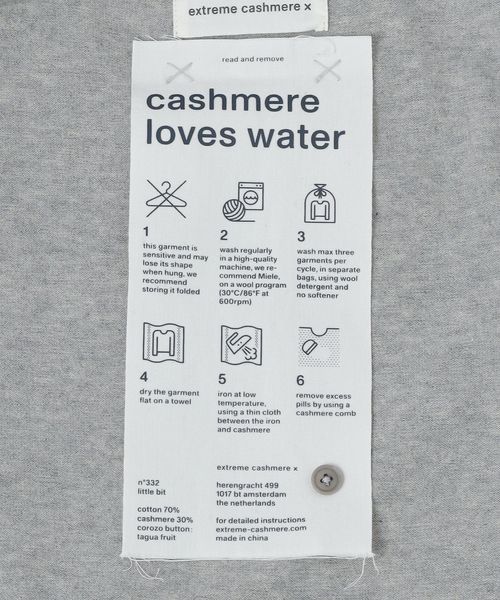 extreme cashmere x
read and remove
cashmere
loves water
1
this garment is
sensitive and may
lose its shape
when hung, we
recommend
storing it folded
2
wash regularly
in a high-quality
machine, we re-
commend Miele,
on a wool program
(30°C/86°F at
600rpm)
3
wash max three
garments per
cycle, in separate
bags, using wool
detergent and
no softener
4
dry the garment
flat on a towel
5
iron at low
temperature,
using a thin cloth
between the iron
and cashmere
6
remove excess
pills by using a
cashmere comb
n°332
little bit
cotton 70%
cashmere 30%
corozo button:
tagua fruit
extreme cashmere x
herengracht 499
1017 bt amsterdam
the netherlands
for detailed instructions
extreme-cashmere.com
made in china